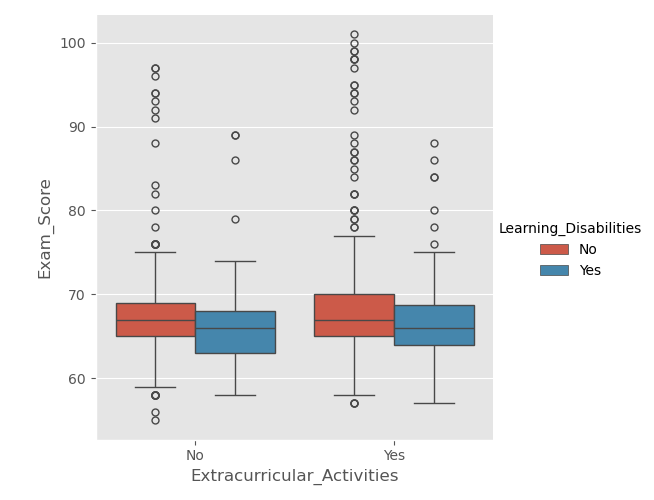 100
90
80
70
60
Exam_Score
No
Yes
Extracurricular_Activities
Learning_Disabilities
No
Yes